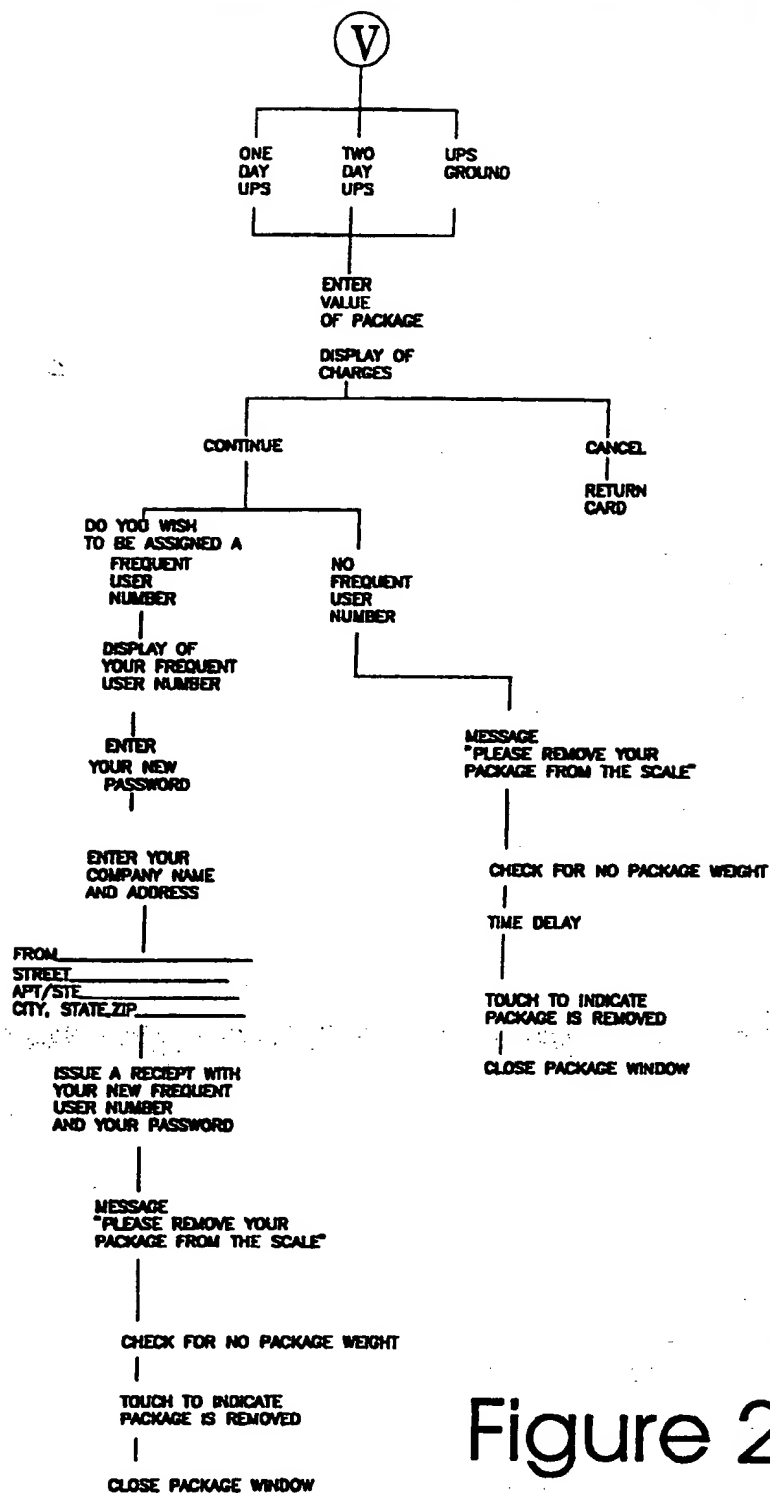 V
ONE
DAY
UPS
TWO
DAY
UPS
UPS
GROUND
ENTER
VALUE
OF PACKAGE
DISPLAY OF
CHARGES
CONTINUE
CANCEL
RETURN
CARD
DO YOU WISH
TO BE ASSIGNED A
FREQUENT
USER
NUMBER
NO
FREQUENT
USER
NUMBER
DISPLAY OF
YOUR FREQUENT
USER NUMBER
ENTER
YOUR NEW
PASSWORD
ENTER YOUR
COMPANY NAME
AND ADDRESS
FROM
STREET
APT/STE
CITY, STATE,ZIP
ISSUE A RECIEPT WITH
YOUR NEW FREQUENT
USER NUMBER
AND YOUR PASSWORD
MESSAGE
"PLEASE REMOVE YOUR
PACKAGE FROM THE SCALE"
CHECK FOR NO PACKAGE WEIGHT
TOUCH TO INDICATE
PACKAGE IS REMOVED
CLOSE PACKAGE WINDOW
MESSAGE
"PLEASE REMOVE YOUR
PACKAGE FROM THE SCALE"
CHECK FOR NO PACKAGE WEIGHT
TIME DELAY
TOUCH TO INDICATE
PACKAGE IS REMOVED
CLOSE PACKAGE WINDOW
Figure 2